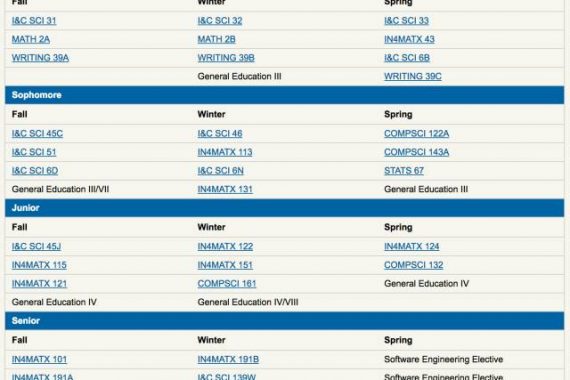 Fall Winter Spring
I&C SCI 31 I&C SCI 32 I&C SCI 33
MATH 2A MATH 2B IN4MATX 43
WRITING 39A WRITING 39B I&C SCI 6B
General Education III WRITING 39C
Sophomore
Fall Winter Spring
I&C SCI 45C I&C SCI 46 COMPSCI 122A
I&C SCI 51 IN4MATX 113 COMPSCI 143A
I&C SCI 6D I&C SCI 6N STATS 67
General Education III/VII IN4MATX 131 General Education III
Junior
Fall Winter Spring
I&C SCI 45J IN4MATX 122 IN4MATX 124
IN4MATX 115 IN4MATX 151 COMPSCI 132
IN4MATX 121 COMPSCI 161 General Education IV
General Education IV General Education IV/VIII
Senior
Fall Winter Spring
IN4MATX 101 IN4MATX 191B Software Engineering Elective
IN4MATX 191A I&C SCI 139W Software Engineering Elective